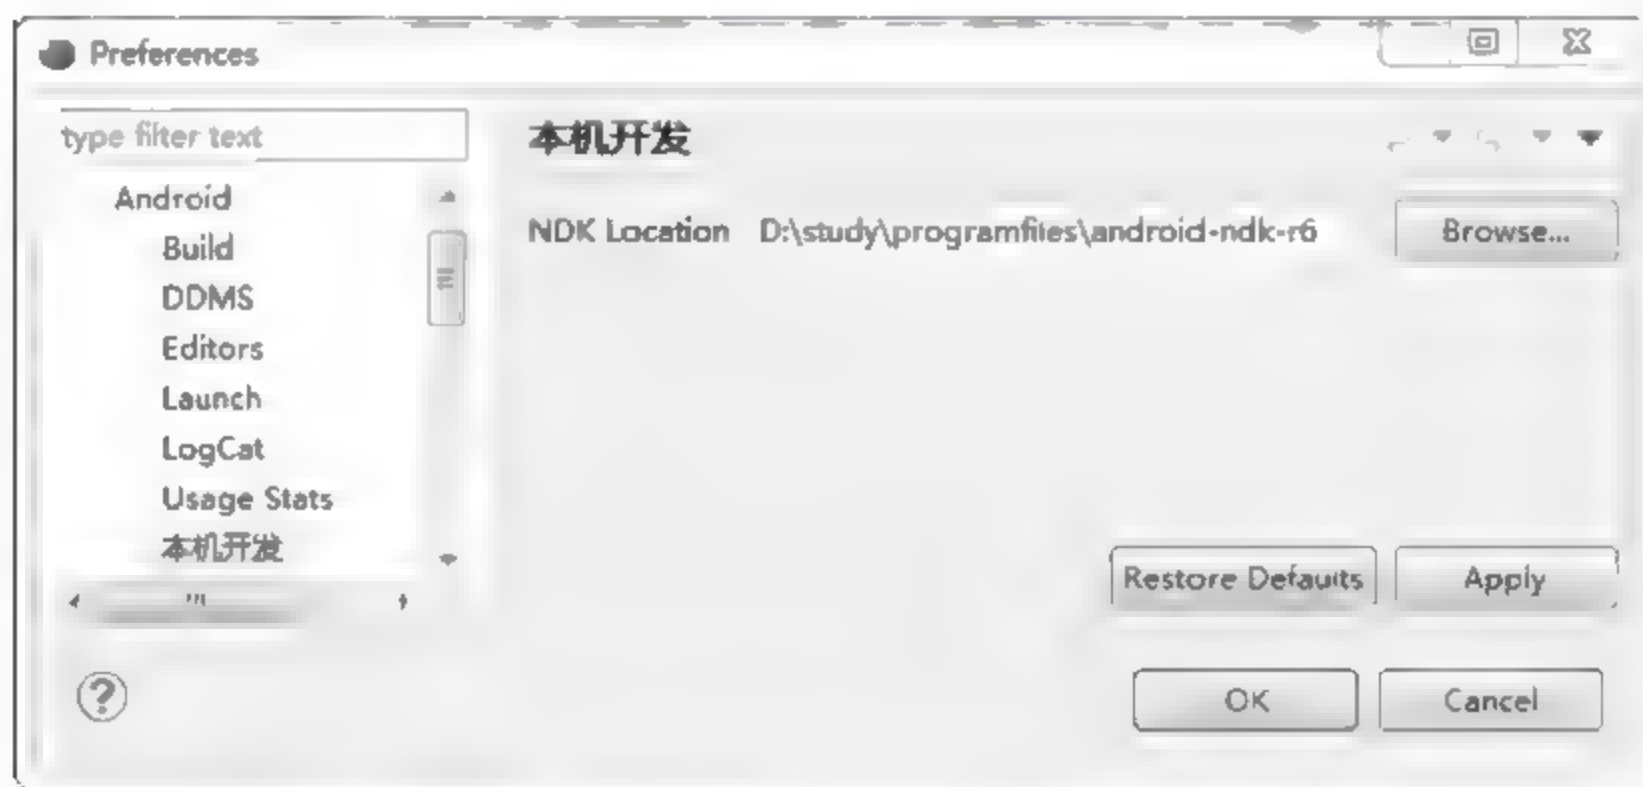 Preferences
type filter text
Android
Build
DDMS
Editors
Launch
LogCat
Usage Stats
本机开发
本机开发
NDK Location D:\study\programfiles\android-ndk-r6 Browse...
Restore Defaults Apply
OK Cancel